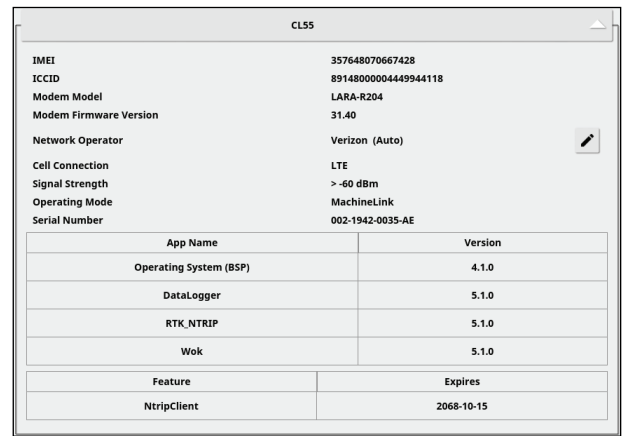 CL55
IMEI 357648070667428
ICCID 89148000004449944118
Modem Model LARA-R204
Modem Firmware Version 31.40
Network Operator Verizon (Auto)
Cell Connection LTE
Signal Strength > -60 dBm
Operating Mode MachineLink
Serial Number 002-1942-0035-AE
App Name Version
Operating System (BSP) 4.1.0
DataLogger 5.1.0
RTK_NTRIP 5.1.0
Wok 5.1.0
Feature Expires
NtripClient 2068-10-15